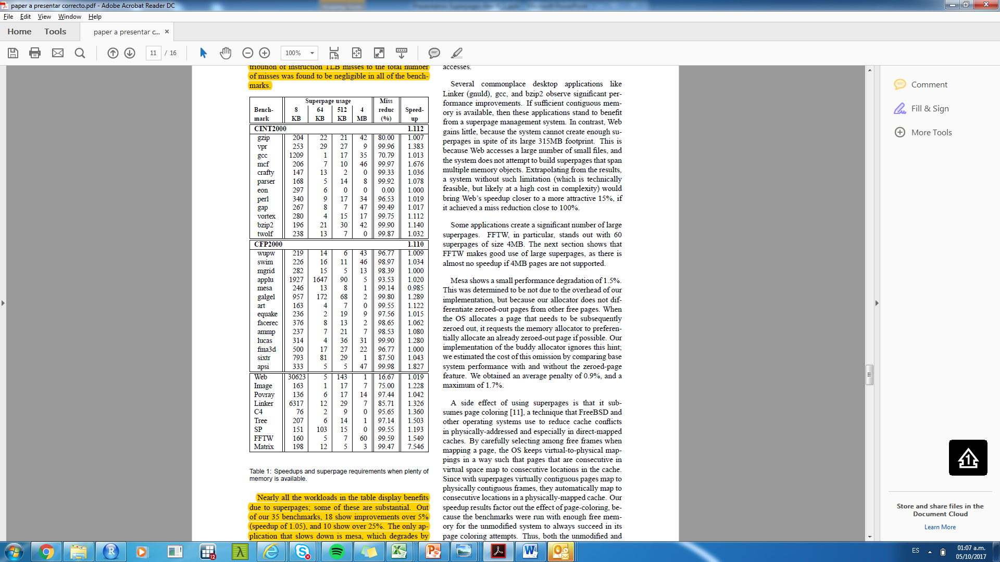 paper a presentar correcto.pdf - Adobe Acrobat Reader DC
File Edit View Window Help
Home Tools paper a presentar c... ×
11 / 16 100%
tribution of instruction TLB misses to the total number
of misses was found to be negligible in all of the bench-
marks.
Superpage usage Miss
Bench- 8 64 512 4 reduc Speed-
mark KB KB KB MB (%) up
CINT2000 1.112
gzip 204 22 21 42 80.00 1.007
vpr 253 29 27 9 99.96 1.383
gcc 1209 1 17 35 70.79 1.013
mcf 206 7 10 46 99.97 1.676
crafty 147 13 2 0 99.33 1.036
parser 168 5 14 8 99.92 1.078
eon 297 6 0 0 0.00 1.000
perl 340 9 17 34 96.53 1.019
gap 267 8 7 47 99.49 1.017
vortex 280 4 15 17 99.75 1.112
bzip2 196 21 30 42 99.90 1.140
twolf 238 13 7 0 99.87 1.032
CFP2000 1.110
wupw 219 14 6 43 96.77 1.009
swim 226 16 11 46 98.97 1.034
mgrid 282 15 5 13 98.39 1.000
applu 1927 1647 90 5 93.53 1.020
mesa 246 13 8 1 99.14 0.985
galgel 957 172 68 2 99.80 1.289
art 163 4 7 0 99.55 1.122
equake 236 2 19 9 97.56 1.015
facerec 376 8 13 2 98.65 1.062
ammp 237 7 21 7 98.53 1.080
lucas 314 4 36 31 99.90 1.280
fma3d 500 17 27 22 96.77 1.000
sixtr 793 81 29 1 87.50 1.043
apsi 333 5 5 47 99.98 1.827
Web 30623 5 143 1 16.67 1.019
Image 163 1 17 7 75.00 1.228
Povray 136 6 17 14 97.44 1.042
Linker 6317 12 29 7 85.71 1.326
C4 76 2 9 0 95.65 1.360
Tree 207 6 14 1 97.14 1.503
SP 151 103 15 0 99.55 1.193
FFTW 160 5 7 60 99.59 1.549
Matrix 198 12 5 3 99.47 7.546
Table 1: Speedups and superpage requirements when plenty of
memory is available.
Nearly all the workloads in the table display benefits
due to superpages; some of these are substantial. Out
of our 35 benchmarks, 18 show improvements over 5%
(speedup of 1.05), and 10 show over 25%. The only ap-
plication that slows down is mesa, which degrades by
accesses.
Several commonplace desktop applications like
Linker (gnuld), gcc, and bzip2 observe significant per-
formance improvements. If sufficient contiguous mem-
ory is available, then these applications stand to benefit
from a superpage management system. In contrast, Web
gains little, because the system cannot create enough su-
perpages in spite of its large 315MB footprint. This is
because Web accesses a large number of small files, and
the system does not attempt to build superpages that span
multiple memory objects. Extrapolating from the results,
a system without such limitation (which is technically
feasible, but likely at a high cost in complexity) would
bring Web's speedup closer to a more attractive 15%, if
it achieved a miss reduction close to 100%.
Some applications create a significant number of large
superpages. FFTW, in particular, stands out with 60
superpages of size 4MB. The next section shows that
FFTW makes good use of large superpages, as there is
almost no speedup if 4MB pages are not supported.
Mesa shows a small performance degradation of 1.5%.
This was determined to be not due to the overhead of our
implementation, but because our allocator does not dif-
ferentiate zeroed-out pages from other free pages. When
the OS allocates a page that needs to be subsequently
zeroed out, it requests the memory allocator to preferen-
tially allocate an already zeroed-out page if possible. Our
implementation of the buddy allocator ignores this hint;
we estimated the cost of this omission by comparing base
system performance with and without the zeroed-page
feature. We obtained an average penalty of 0.9%, and a
maximum of 1.7%.
A side effect of using superpages is that it sub-
sumes page coloring [11], a technique that FreeBSD and
other operating systems use to reduce cache conflicts
in physically-addressed and especially in direct-mapped
caches. By carefully selecting among free frames when
mapping a page, the OS keeps virtual-to-physical map-
pings in a way such that pages that are consecutive in
virtual space map to consecutive locations in the cache.
Since with superpages virtually contiguous pages map to
physically contiguous frames, they automatically map to
consecutive locations in a physically-mapped cache. Our
speedup results factor out the effect of page-coloring, be-
cause the benchmarks were run with enough free mem-
ory for the unmodified system to always succeed in its
page coloring attempts. Thus, both the unmodified and
Comment
Fill & Sign
More Tools
1
Store and share files in the
Document Cloud
Learn More
12
ES 01:07 a.m.
05/10/2017